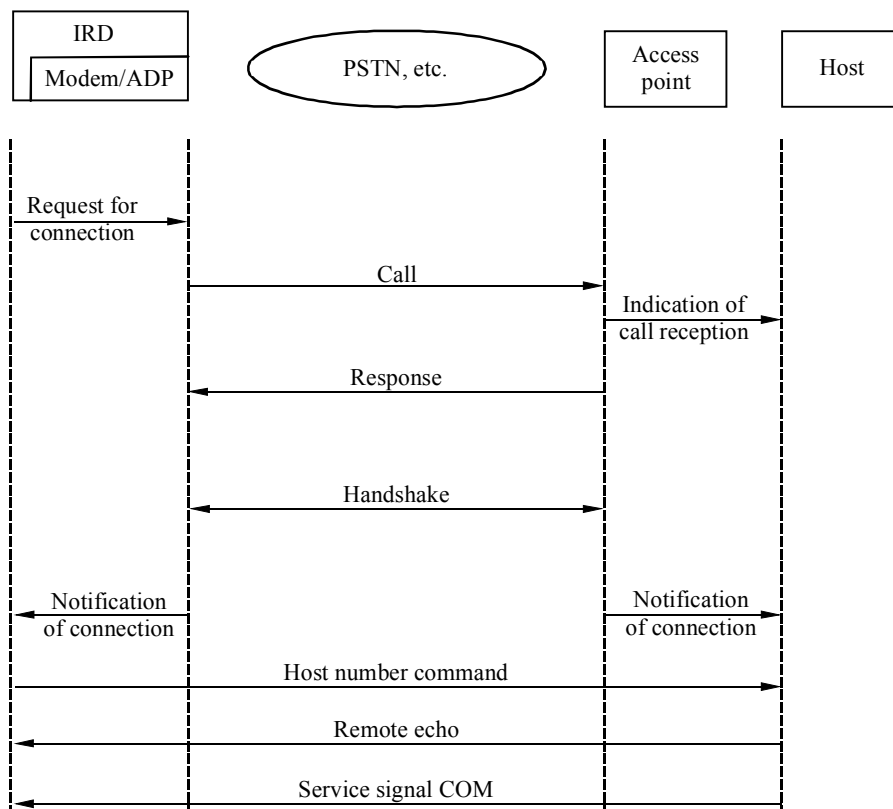 IRD
Modem/ADP
PSTN, etc.
Access
point
Host
Request for
connection
Call
Indication of
call reception
Response
Handshake
Notification
of connection
Notification
of connection
Host number command
Remote echo
Service signal COM